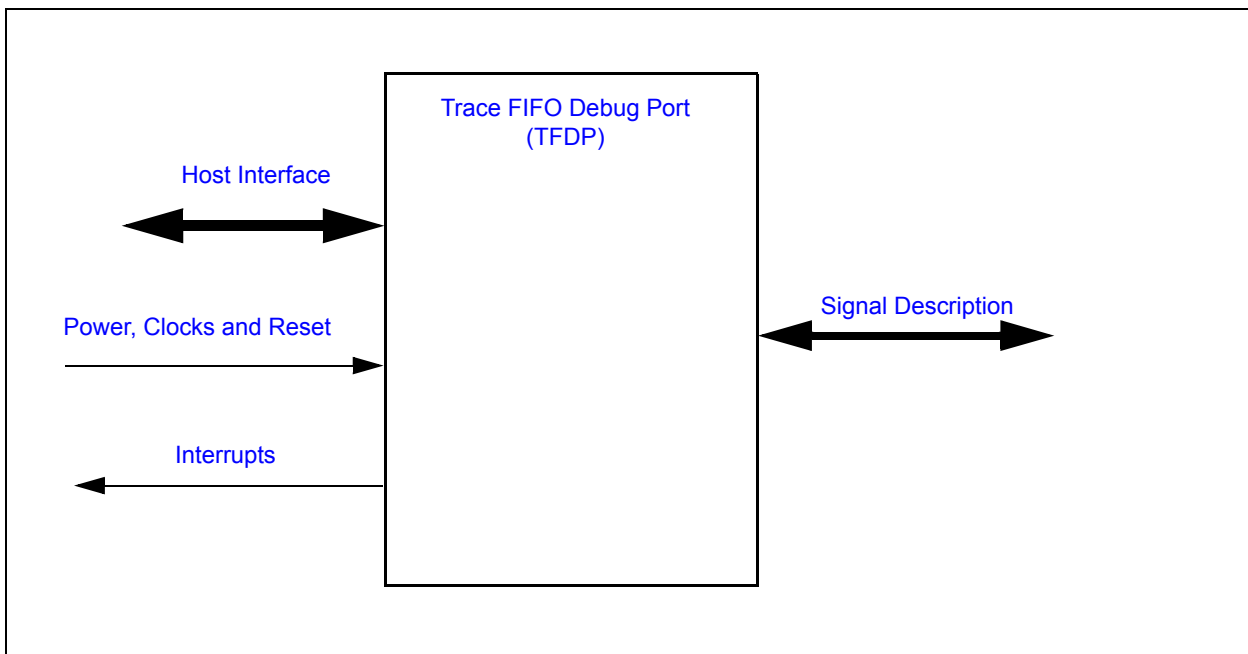 Trace FIFO Debug Port
(TFDP)
Host Interface
Signal Description
Power, Clocks and Reset
Interrupts